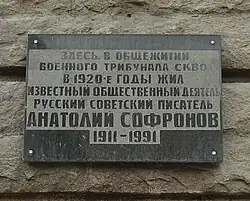 ЗДЕСЬ, В ОБЩЕЖИТИИ
ВОЕННОГО ТРИБУНАЛА СКВО
В 1920-Е ГОДЫ ЖИЛ
ИЗВЕСТНЫЙ ОБЩЕСТВЕННЫЙ ДЕЯТЕЛЬ
РУССКИЙ СОВЕТСКИЙ ПИСАТЕЛЬ
АНАТОЛИЙ СОФРОНОВ
1911-1991